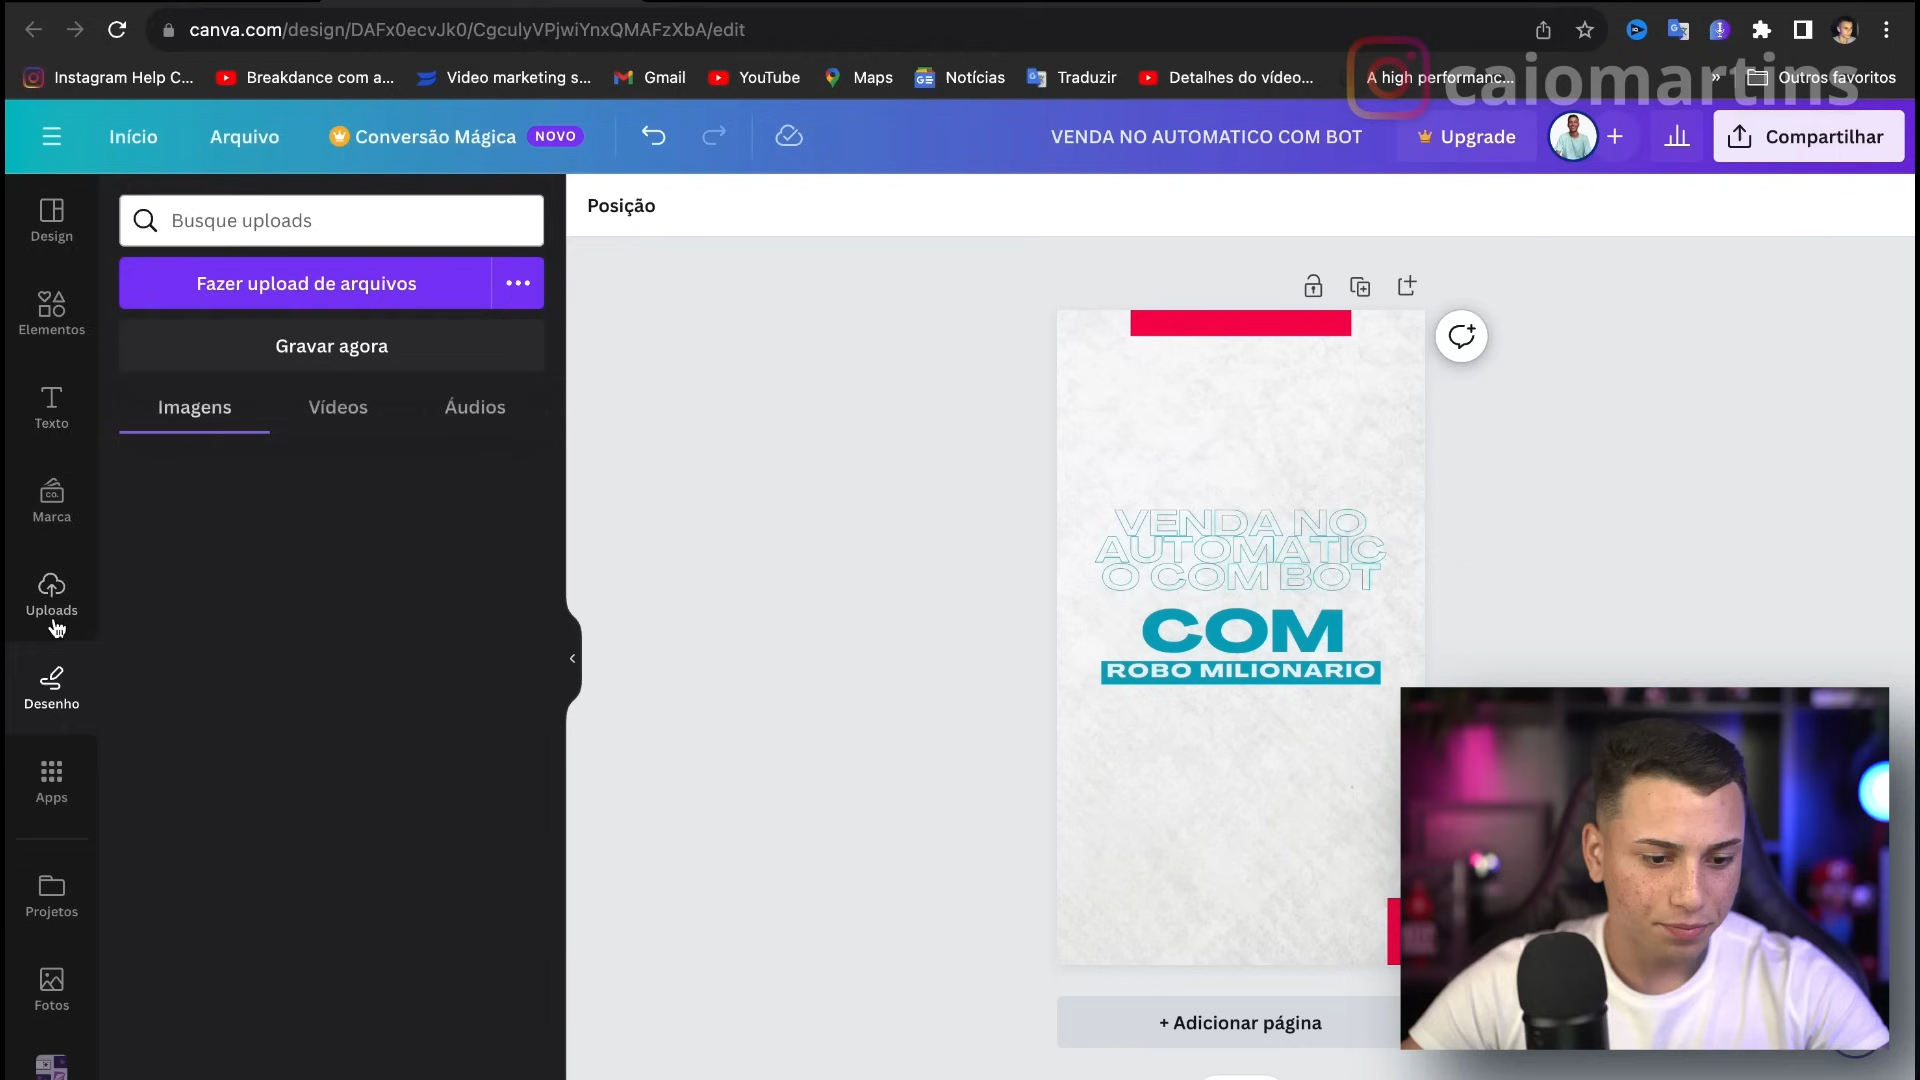 canva.com/design/DAFx0ecvJk0/CgculyVPjwiYnxQMAFzXbA/edit
Instagram Help C...
Breakdance com a...
Video marketing s...
Gmail
YouTube
Maps
Notícias
Traduzir
Detalhes do vídeo...
A high performanc...
»
Outros favoritos
caiomartins
Início
Arquivo
Conversão Mágica
NOVO
VENDA NO AUTOMATICO COM BOT
Upgrade
Compartilhar
Design
Elementos
Texto
CO.
Marca
Uploads
Desenho
Apps
Projetos
Fotos
Busque uploads
Fazer upload de arquivos
Gravar agora
Imagens
Vídeos
Áudios
Posição
VENDA NO
AUTOMATIC
O COM BOT
COM
ROBO MILIONARIO
+ Adicionar página